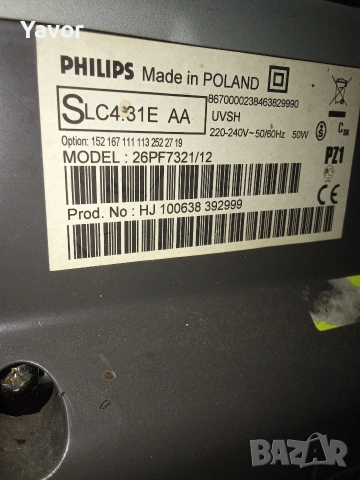 Yavor
PHILIPS Made in POLAND
8670000238463829990
SLC4.31E AA
UVSH
220-240V~50/60Hz 50W
Option: 152 167 111 113 252 27 19
MODEL : 26PF7321/12
PZ1
Prod. No : HJ 100638 392999
CE
BAZAR